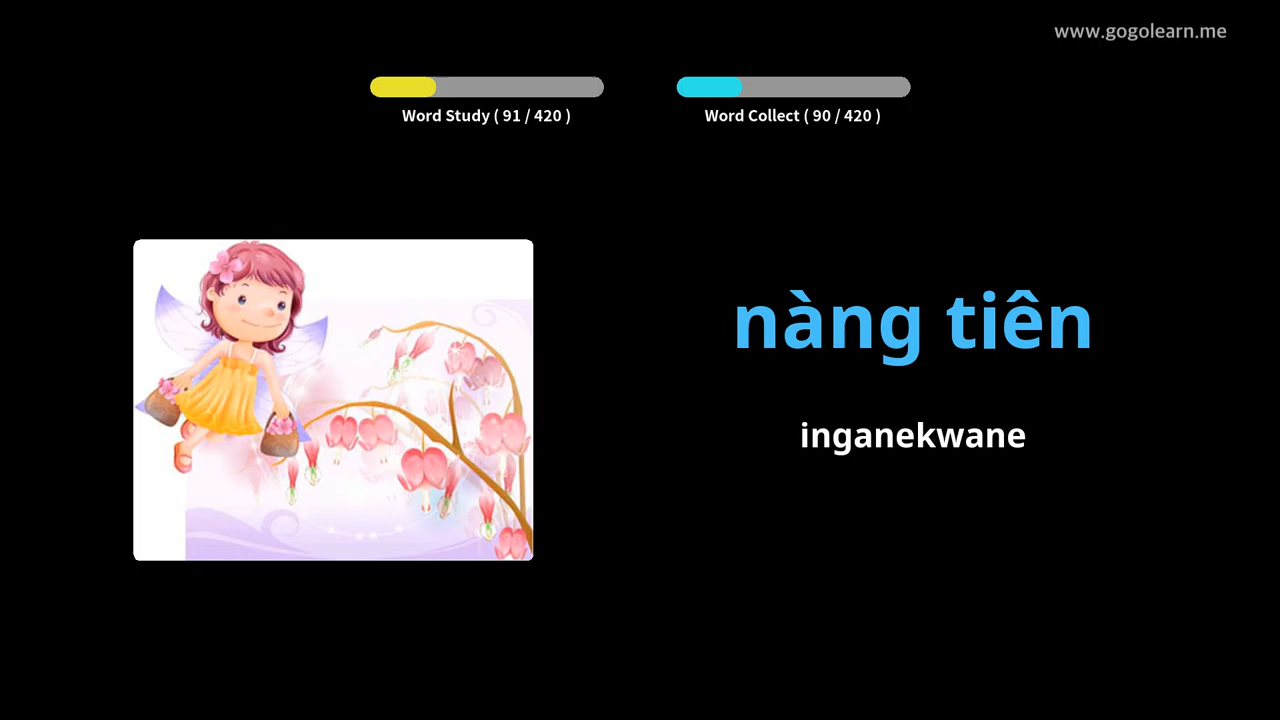 www.gogolearn.me
Word Study ( 91 / 420 )
Word Collect ( 90 / 420 )
nàng tiên
inganekwane